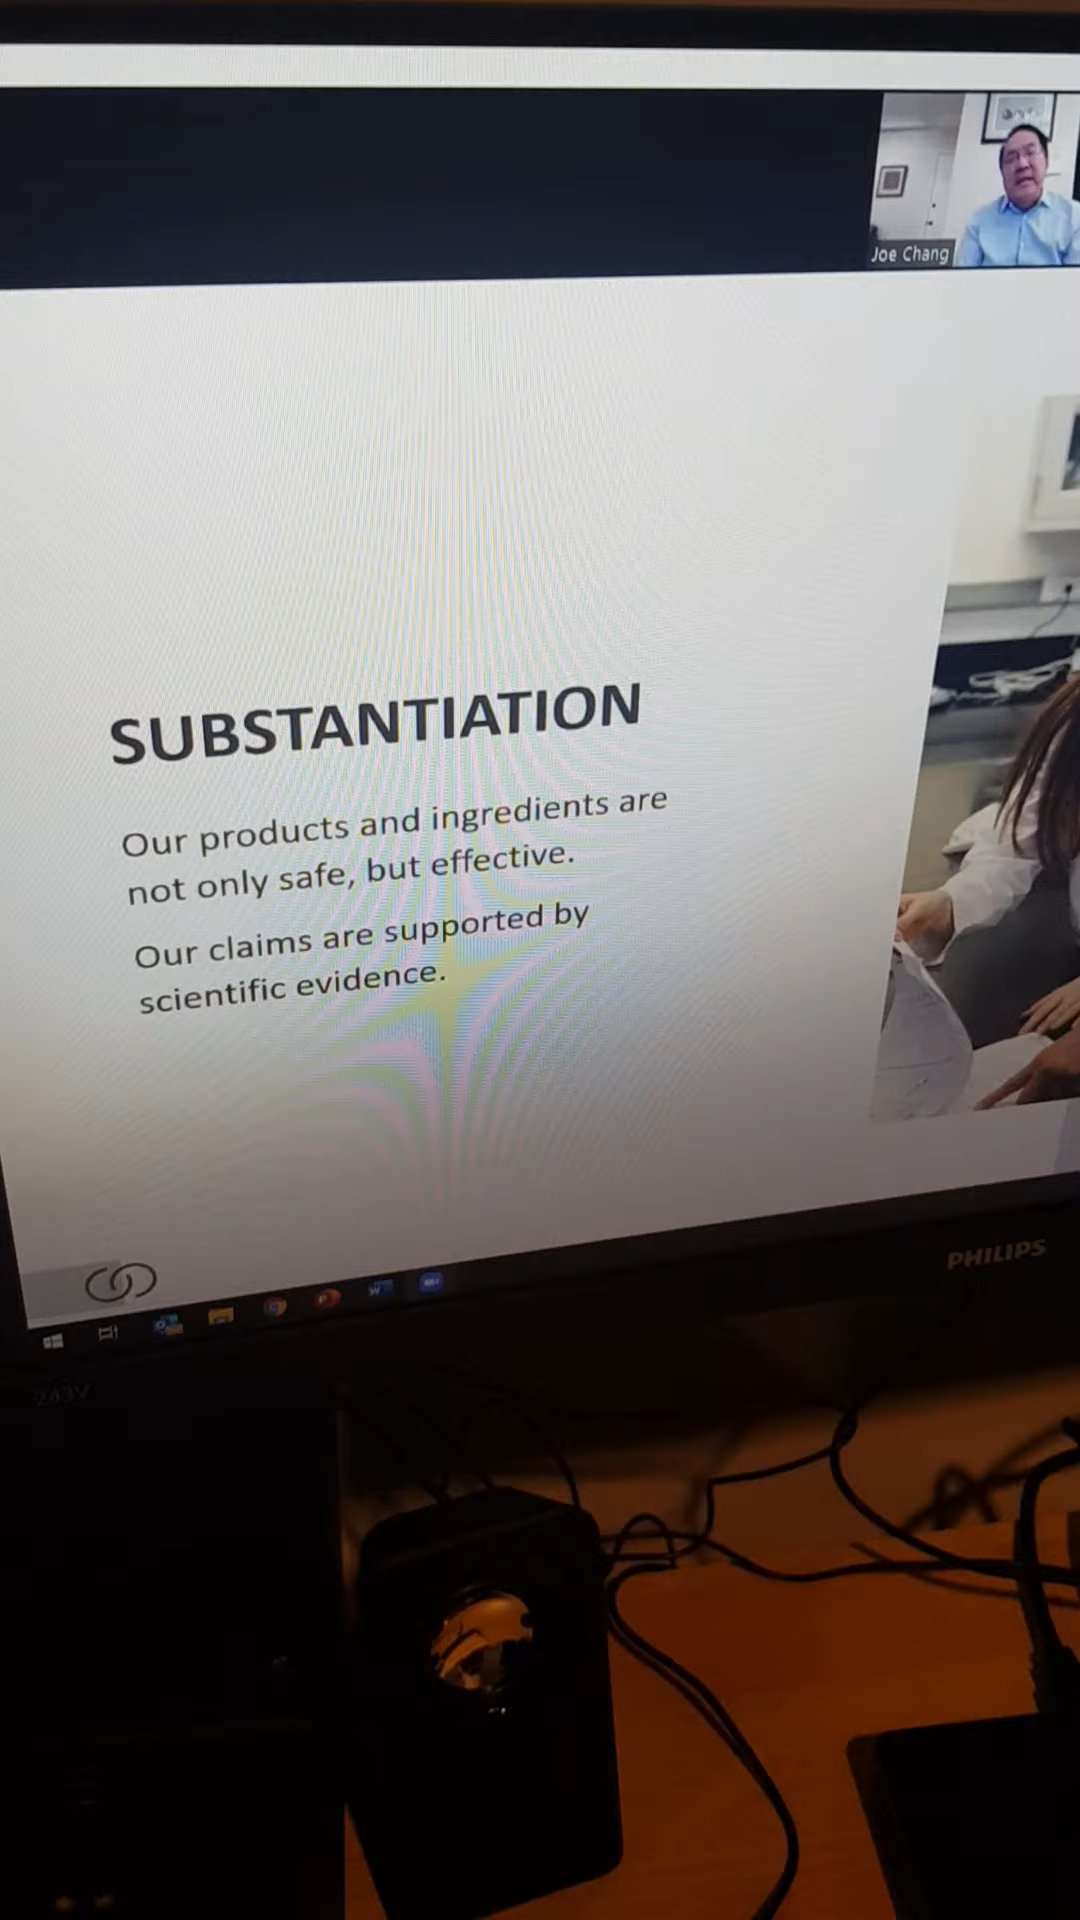 Joe Chang
SUBSTANTIATION
Our products and ingredients are
not only safe, but effective.
Our claims are supported by
scientific evidence.
PHILIPS
243V